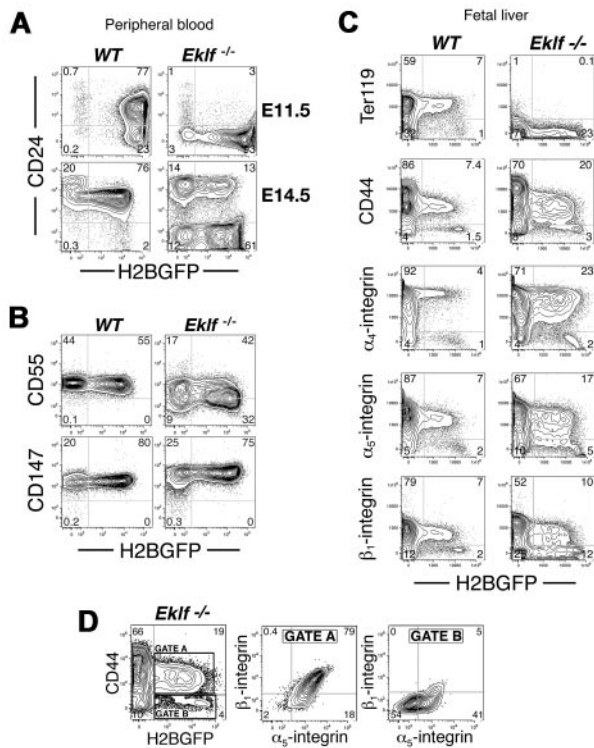 Peripheral blood
Fetal liver
A
WT
Eklf -/-
C
WT
Eklf -/-
CD24
0.7 77
0.2 23
1 3
3 93
E11.5
20 76
0.3 2
14 13
12 61
E14.5
H2BGFP
Ter119
59 7
1
1 0.1
23
CD44
86 7.4
4 1.5
70 20
3
α4-integrin
92 4
4 1
71 23
4 2
B
WT
Eklf -/-
CD55
44 55
0.1 0
17 42
9 32
CD147
20 80
0.2 0
25 75
0.3 0
H2BGFP
α5-integrin
87 7
5 2
67 17
10 5
β1-integrin
79 7
12 2
52 10
12
H2BGFP
D
Eklf -/-
CD44
66 19
GATE A
GATE B
10 4
H2BGFP
β1-integrin
0.4 79
GATE A
2 18
α5-integrin
β1-integrin
0 5
GATE B
54 41
α5-integrin